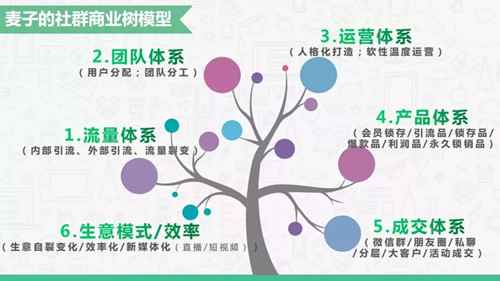 麦子的社群商业树模型
1.流量体系
(内部引流、外部引流、流量裂变)
2.团队体系
(用户分配;团队分工)
3.运营体系
(人格化打造;软性温度运营)
4.产品体系
(会员锁存/引流品/锁存品/
爆款品/利润品/永久锁销品)
5.成交体系
(微信群/朋友圈/私聊
/分层/大客户/活动成交)
6.生意模式/效率
(生意自裂变化/效率化/新媒体化(直播/短视频))